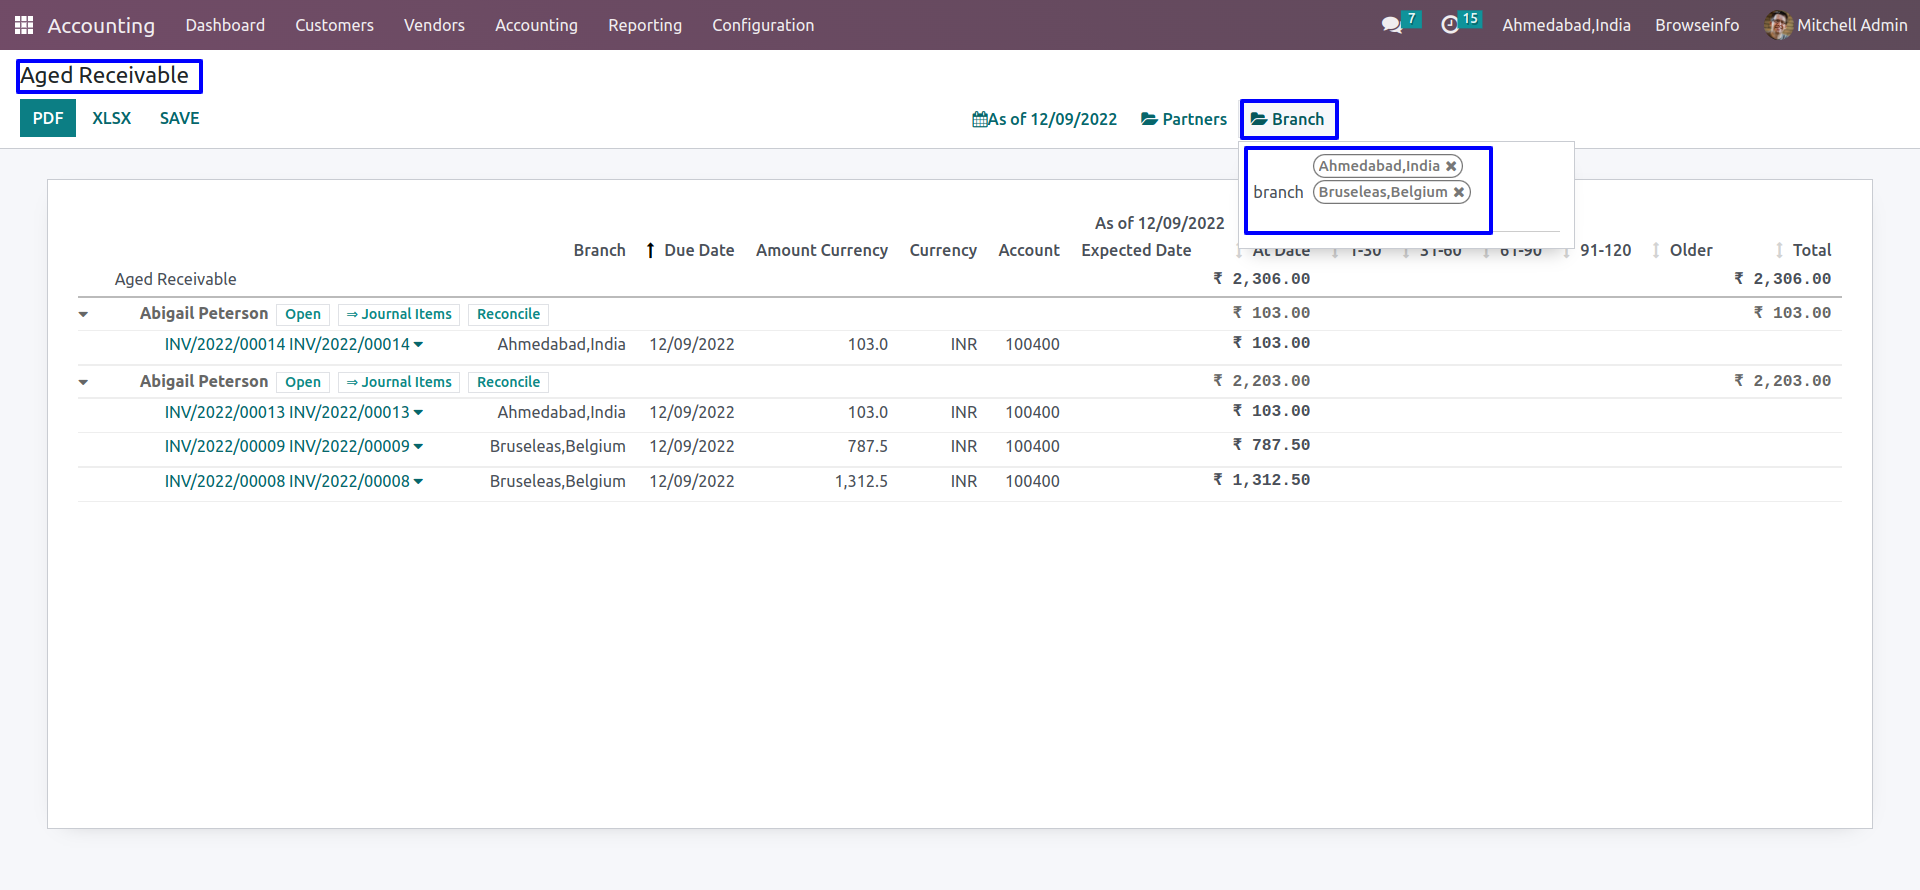 Accounting Dashboard Customers Vendors Accounting Reporting Configuration 7 15 Ahmedabad,India Browseinfo Mitchell Admin
Aged Receivable
PDF XLSX SAVE As of 12/09/2022 Partners Branch
Ahmedabad,India ✖
branch Bruseleas,Belgium ✖
As of 12/09/2022
Branch Due Date Amount Currency Currency Account Expected Date At Date 1-30 31-60 61-90 91-120 Older Total
Aged Receivable ₹ 2,306.00 ₹ 2,306.00
Abigail Peterson Open ⇒ Journal Items Reconcile ₹ 103.00 ₹ 103.00
INV/2022/00014 INV/2022/00014 Ahmedabad,India 12/09/2022 103.0 INR 100400 ₹ 103.00
Abigail Peterson Open ⇒ Journal Items Reconcile ₹ 2,203.00 ₹ 2,203.00
INV/2022/00013 INV/2022/00013 Ahmedabad,India 12/09/2022 103.0 INR 100400 ₹ 103.00
INV/2022/00009 INV/2022/00009 Bruseleas,Belgium 12/09/2022 787.5 INR 100400 ₹ 787.50
INV/2022/00008 INV/2022/00008 Bruseleas,Belgium 12/09/2022 1,312.5 INR 100400 ₹ 1,312.50